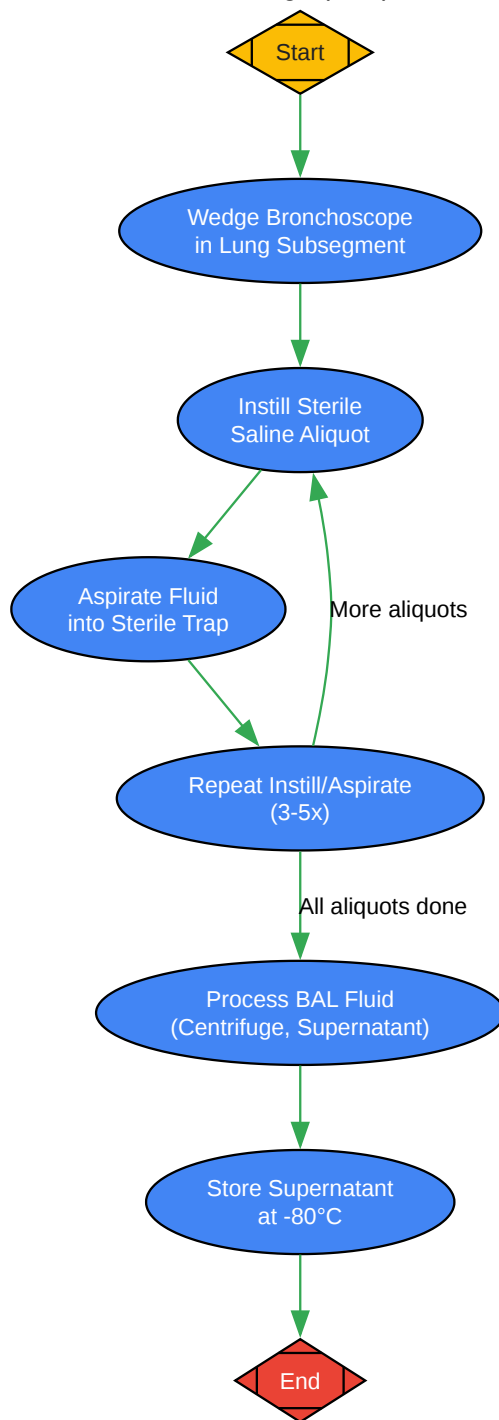 Start
Wedge Bronchoscope
in Lung Subsegment
Instill Sterile
Saline Aliquot
Aspirate Fluid
into Sterile Trap
More aliquots
Repeat Instill/Aspirate
(3-5x)
All aliquots done
Process BAL Fluid
(Centrifuge, Supernatant)
Store Supernatant
at -80°C
End